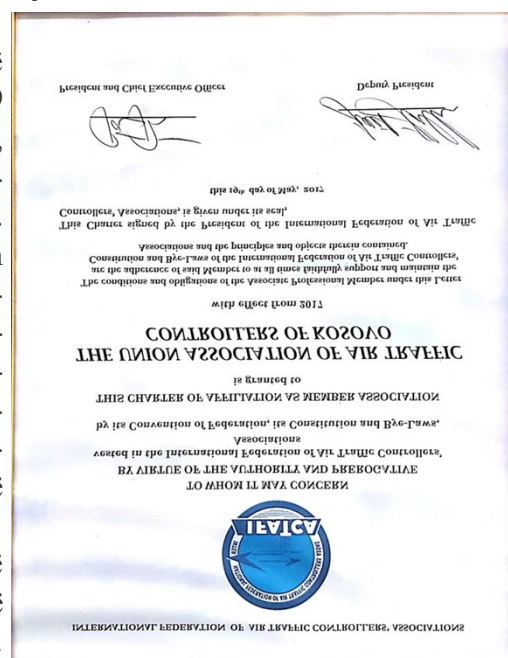 INTERNATIONAL FEDERATION OF AIR TRAFFIC CONTROLLERS' ASSOCIATIONS
IFATCA
TO WHOM IT MAY CONCERN
BY VIRTUE OF THE AUTHORITY AND PREROGATIVE
vested in the International Federation of Air Traffic Controllers'
Associations
by its Convention of Federation, its Constitution and Bye-Laws,
THIS CHARTER OF AFFILIATION AS MEMBER ASSOCIATION
is granted to
THE UNION ASSOCIATION OF AIR TRAFFIC
CONTROLLERS OF KOSOVO
with effect from 2017
The conditions and obligations of the Associate Professional Member under this Letter
are the adherence of said Member to at all times faithfully support and maintain the
Constitution and Bye-Laws of the International Federation of Air Traffic Controllers'
Associations and the principles and objects therein contained.
This Charter signed by the President of the International Federation of Air Traffic
Controllers' Associations, is given under its seal,
this 19th day of May, 2017
President and Chief Executive Officer
Deputy President